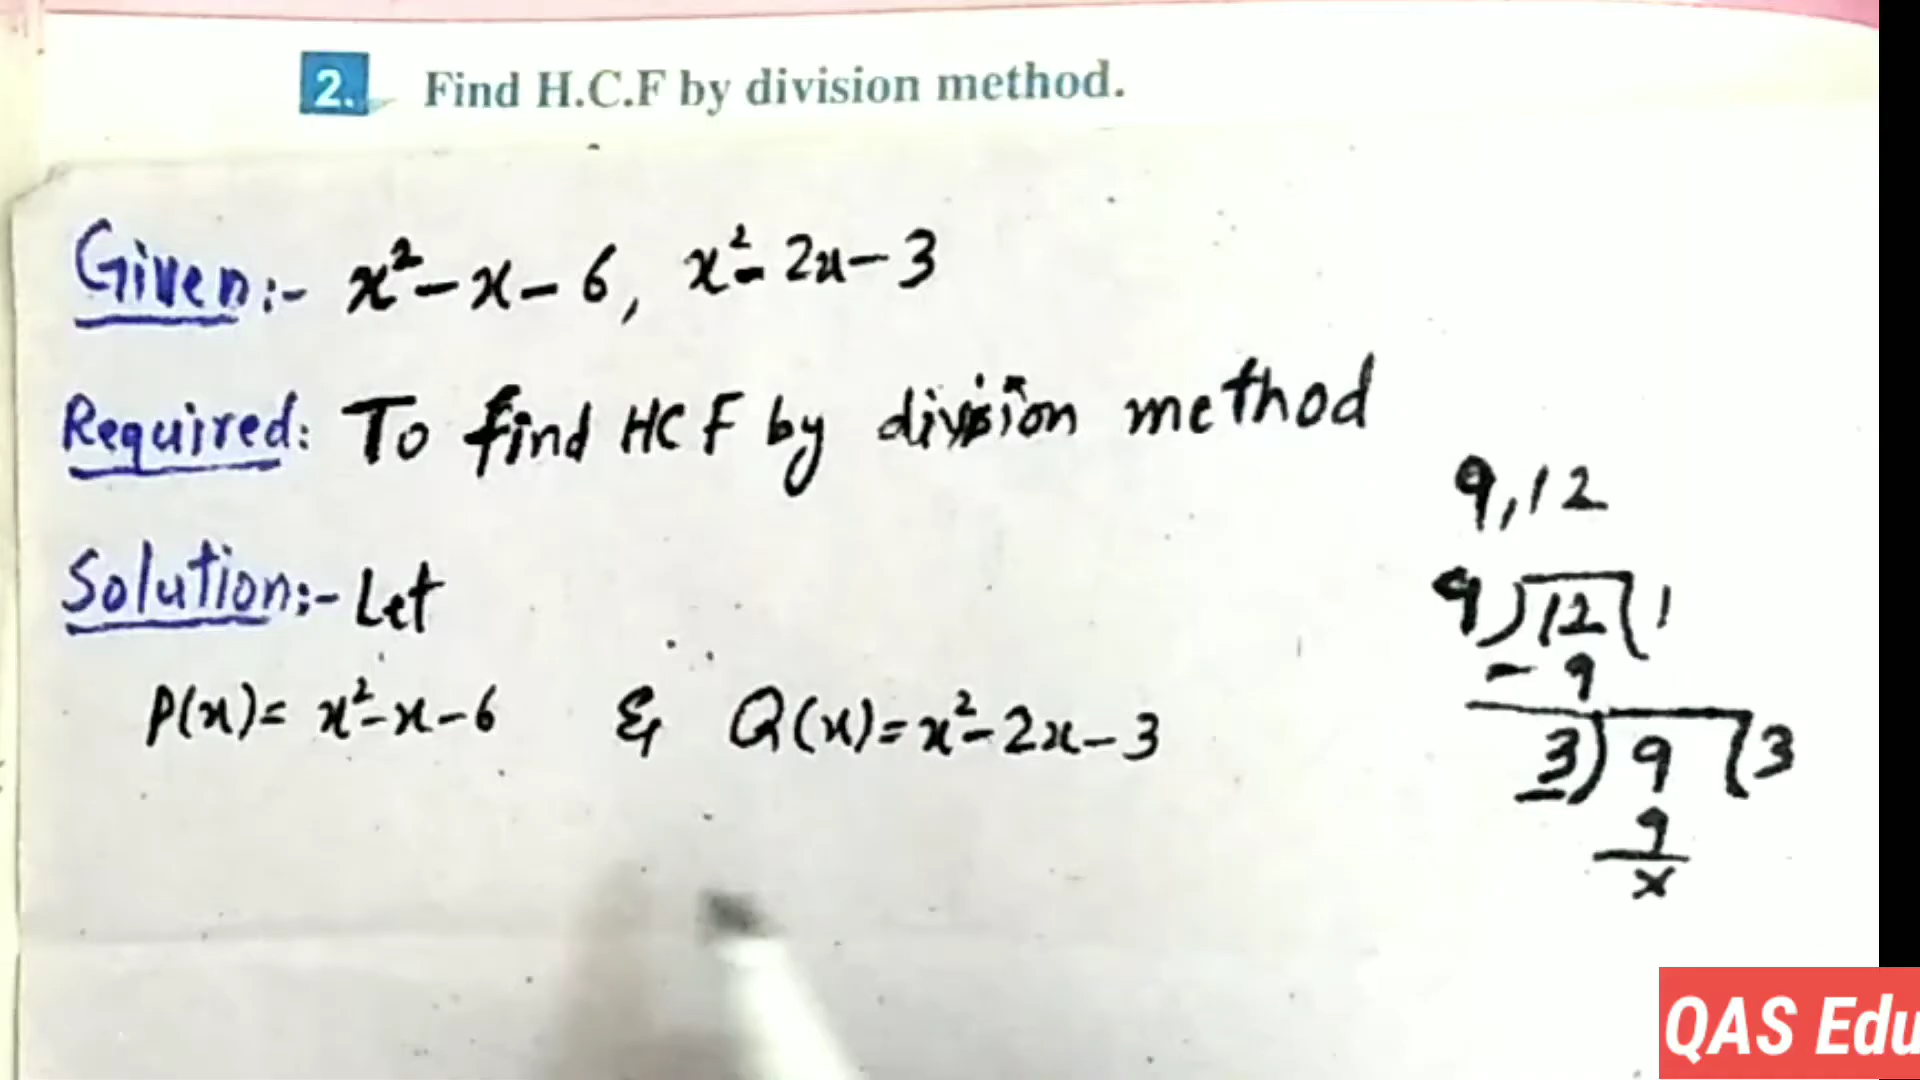 2. Find H.C.F by division method.
Given:- x²-x-6, x²-2x-3
Required: To find HCF by division method
9,12
Solution:- Let
9)12(1
-9
P(x)= x²-x-6 & Q(x)=x²-2x-3
3)9(3
9
x
QAS Edu